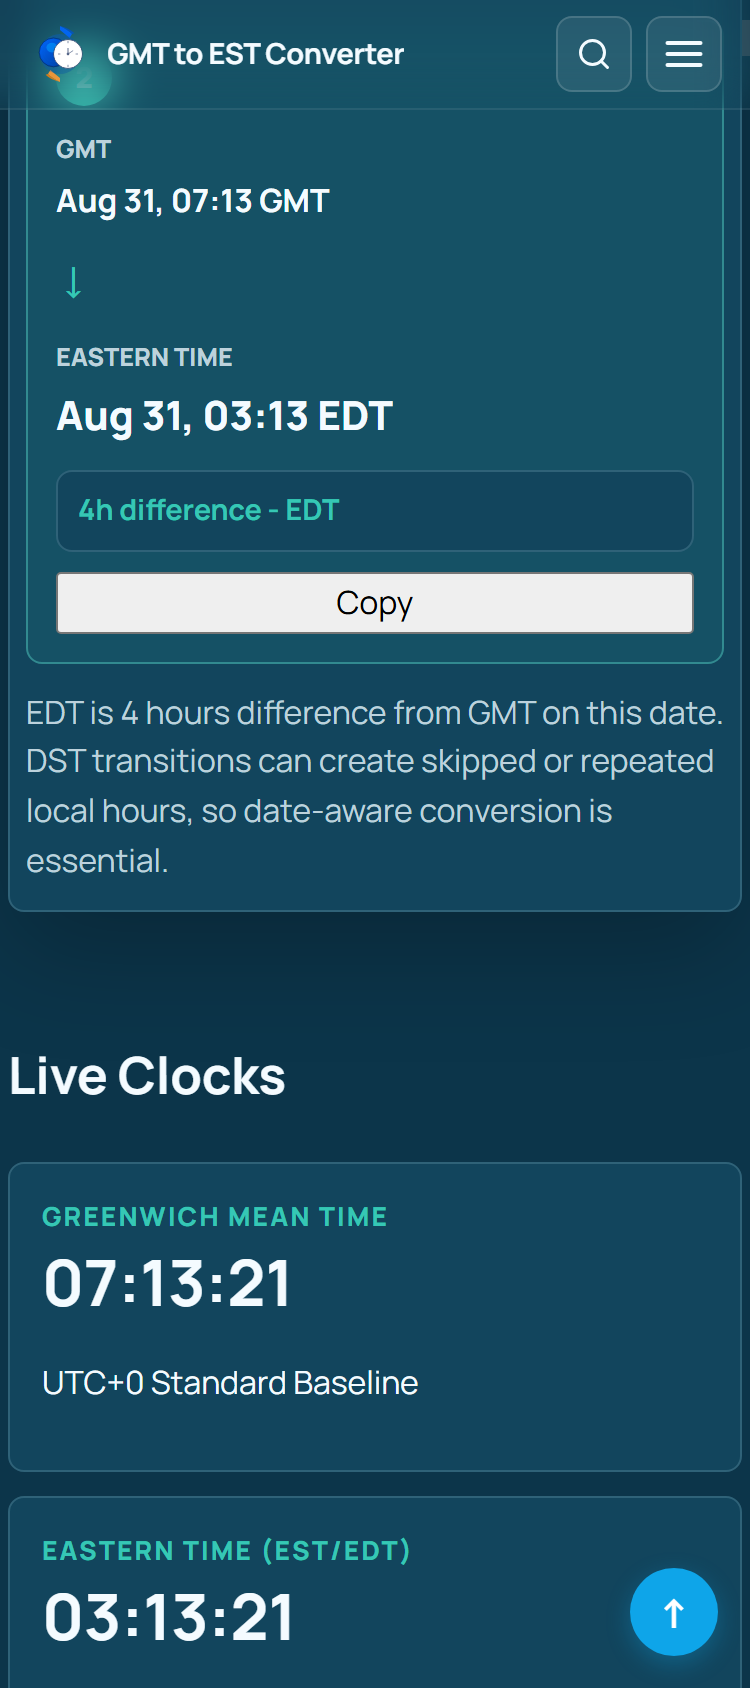 GMT to EST Converter
2
GMT
Aug 31, 07:13 GMT
↓
EASTERN TIME
Aug 31, 03:13 EDT
4h difference - EDT
Copy
EDT is 4 hours difference from GMT on this date.
DST transitions can create skipped or repeated
local hours, so date-aware conversion is
essential.
Live Clocks
GREENWICH MEAN TIME
07:13:21
UTC+0 Standard Baseline
EASTERN TIME (EST/EDT)
03:13:21
↑